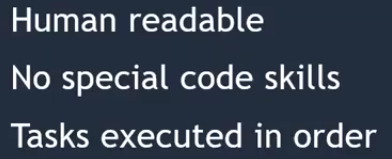 Human readable
No special code skills
Tasks executed in order